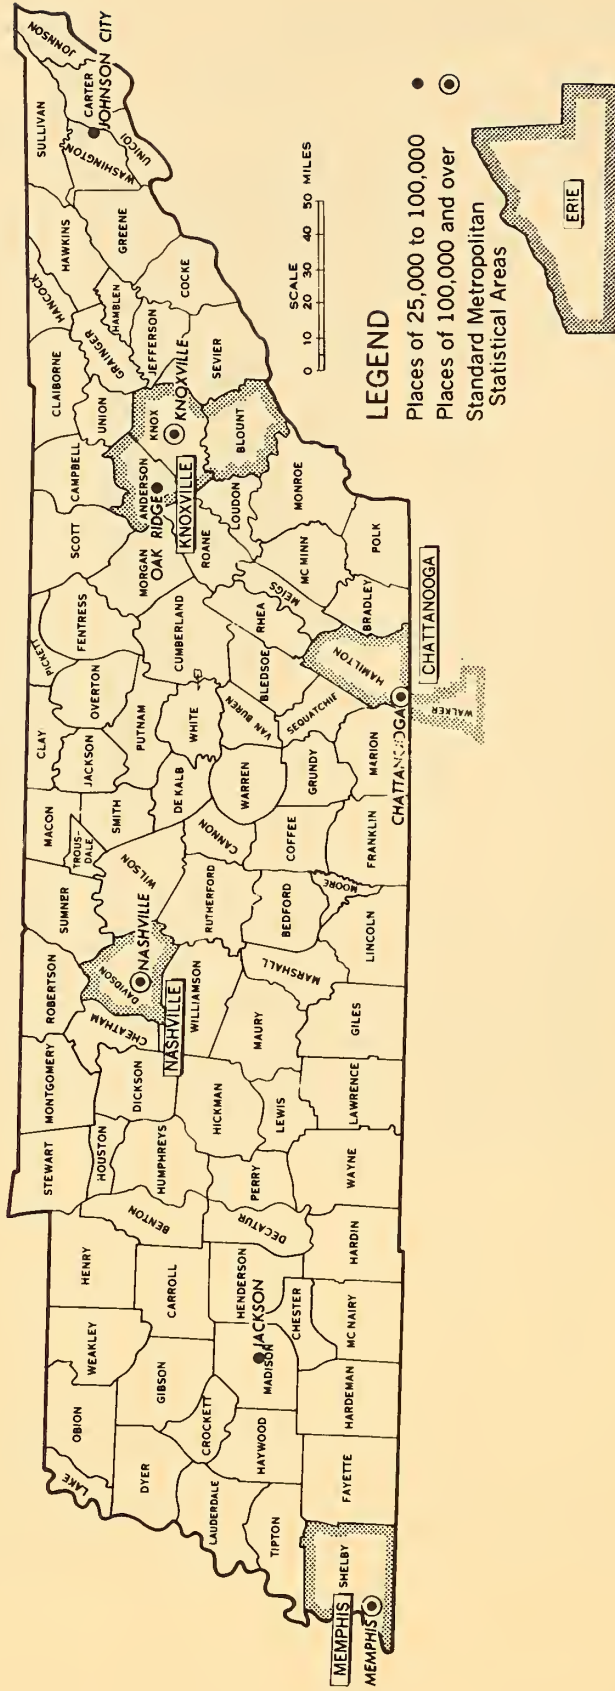 LAKE
OBION
WEAKLEY
HENRY
STEWART
MONTGOMERY
ROBERTSON
SUMNER
MACON
TROUS-
DALE
CLAY
PICKETT
SCOTT
CAMPBELL
CLAIBORNE
HANCOCK
HAWKINS
SULLIVAN
JOHNSON
CARTER
JOHNSON CITY
WASHINGTON
UNICOI
GREENE
DYER
GIBSON
CARROLL
BENTON
HOUSTON
HUMPHREYS
DICKSON
CHEATHAM
DAVIDSON
NASHVILLE
NASHVILLE
WILSON
SMITH
JACKSON
OVERTON
FENTRESS
PUTNAM
MORGAN
ANDERSON
OAK RIDGE
UNION
KNOX
KNOXVILLE
KNOXVILLE
GRAINGER
HAMBLEN
JEFFERSON
COCKE
SEVIER
BLOUNT
LAUDERDALE
CROCKETT
HAYWOOD
MADISON
JACKSON
HENDERSON
CHESTER
DECATUR
PERRY
HICKMAN
LEWIS
WILLIAMSON
MAURY
MARSHALL
RUTHERFORD
BEDFORD
CANNON
DE KALB
WARREN
COFFEE
WHITE
VAN BUREN
CUMBERLAND
BLEDSOE
SEQUATCHIE
GRUNDY
RHEA
MEIGS
ROANE
LOUDON
MC MINN
MONROE
TIPTON
MEMPHIS
SHELBY
MEMPHIS
FAYETTE
HARDEMAN
MC NAIRY
HARDIN
WAYNE
LAWRENCE
GILES
LINCOLN
MOORE
FRANKLIN
MARION
CHATTANOOGA
HAMILTON
BRADLEY
POLK
CHATTANOOGA
WALKER
SCALE
0 10 20 30 40 50 MILES
LEGEND
Places of 25,000 to 100,000
Places of 100,000 and over
Standard Metropolitan
Statistical Areas
ERIE